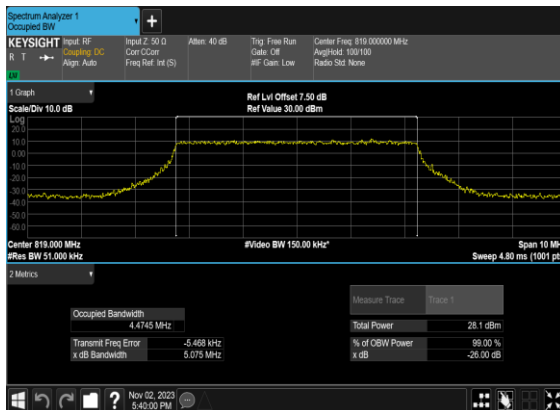 Spectrum Analyzer 1
Occupied BW
KEYSIGHT
R T
Input: RF
Coupling: DC
Align: Auto
Input Z: 50 Ω
Corr CCorr
Freq Ref: Int (S)
Atten: 40 dB
Trig: Free Run
Gate: Off
#IF Gain: Low
Center Freq: 819.000000 MHz
Avg|Hold: 100/100
Radio Std: None
1 Graph
Scale/Div 10.0 dB
Ref Lvl Offset 7.50 dB
Ref Value 30.00 dBm
Log
20.0
10.0
0.00
-10.0
-20.0
-30.0
-40.0
-50.0
-60.0
Center 819.000 MHz
#Res BW 51.000 kHz
#Video BW 150.00 kHz*
Span 10 MH
Sweep 4.80 ms (1001 pts
2 Metrics
Measure Trace Trace 1
Occupied Bandwidth
4.4745 MHz
Total Power 28.1 dBm
Transmit Freq Error -5.468 kHz
% of OBW Power 99.00 %
x dB Bandwidth 5.075 MHz
x dB -26.00 dB
?
Nov 02, 2023
5:40:00 PM